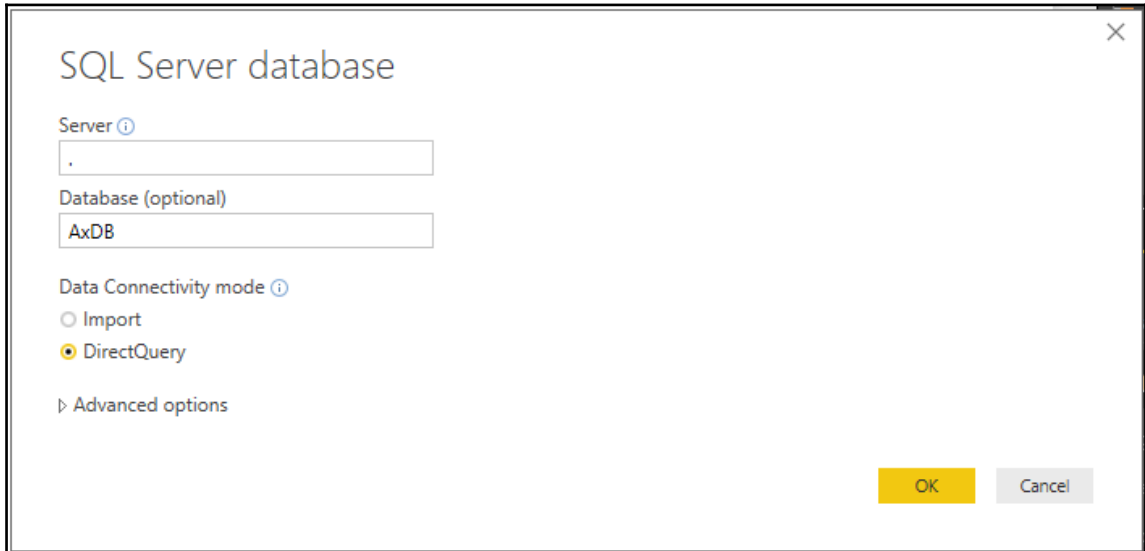 SQL Server database
Server
.
Database (optional)
AxDB
Data Connectivity mode
Import
DirectQuery
Advanced options
OK Cancel